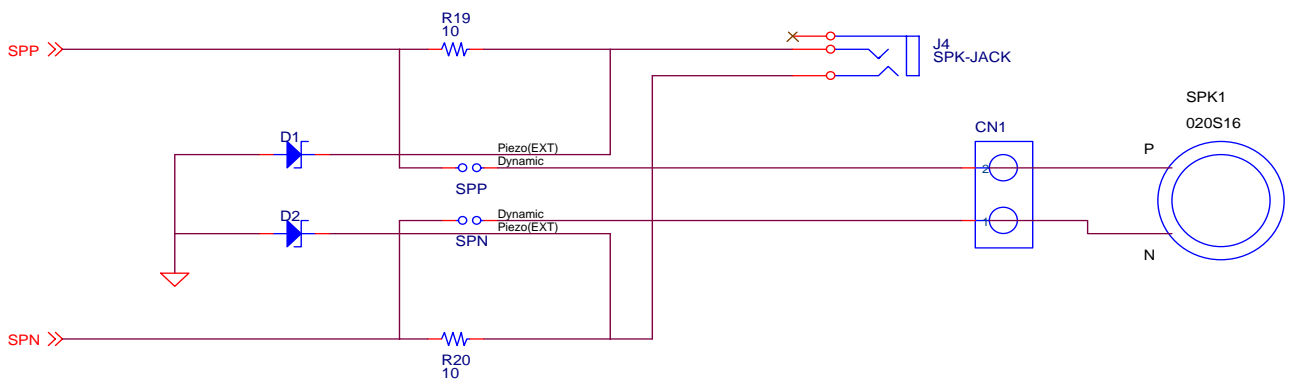 R19
10
SPP
J4
SPK-JACK
SPK1
020S16
CN1
D1
Piezo(EXT)
Dynamic
P
2
SPP
D2
Dynamic
Piezo(EXT)
1
SPN
N
SPN
R20
10